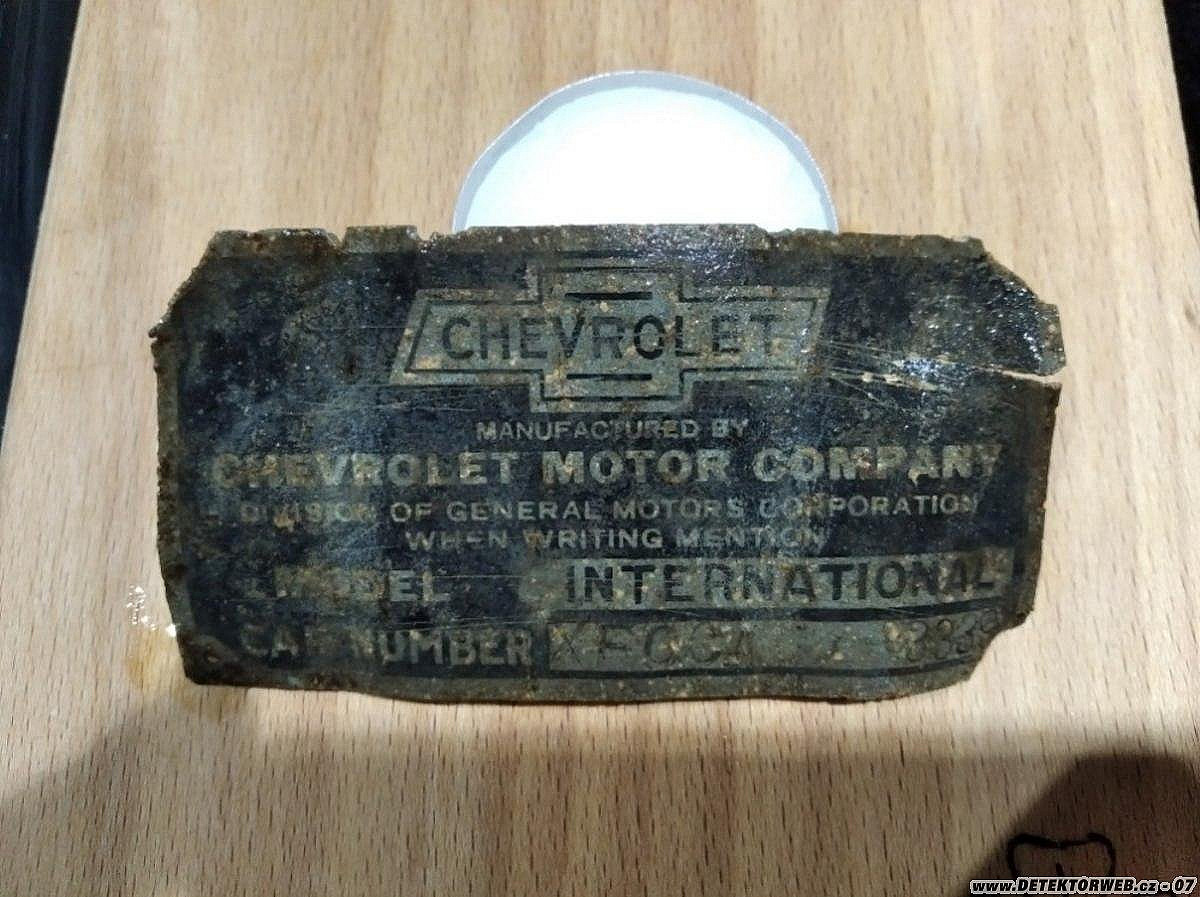 CHEVROLET
MANUFACTURED BY
CHEVROLET MOTOR COMPANY
DIVISION OF GENERAL MOTORS CORPORATION
WHEN WRITING MENTION
MODEL INTERNATIONAL
CAR NUMBER
www.DETEKTORWEB.cz - 07